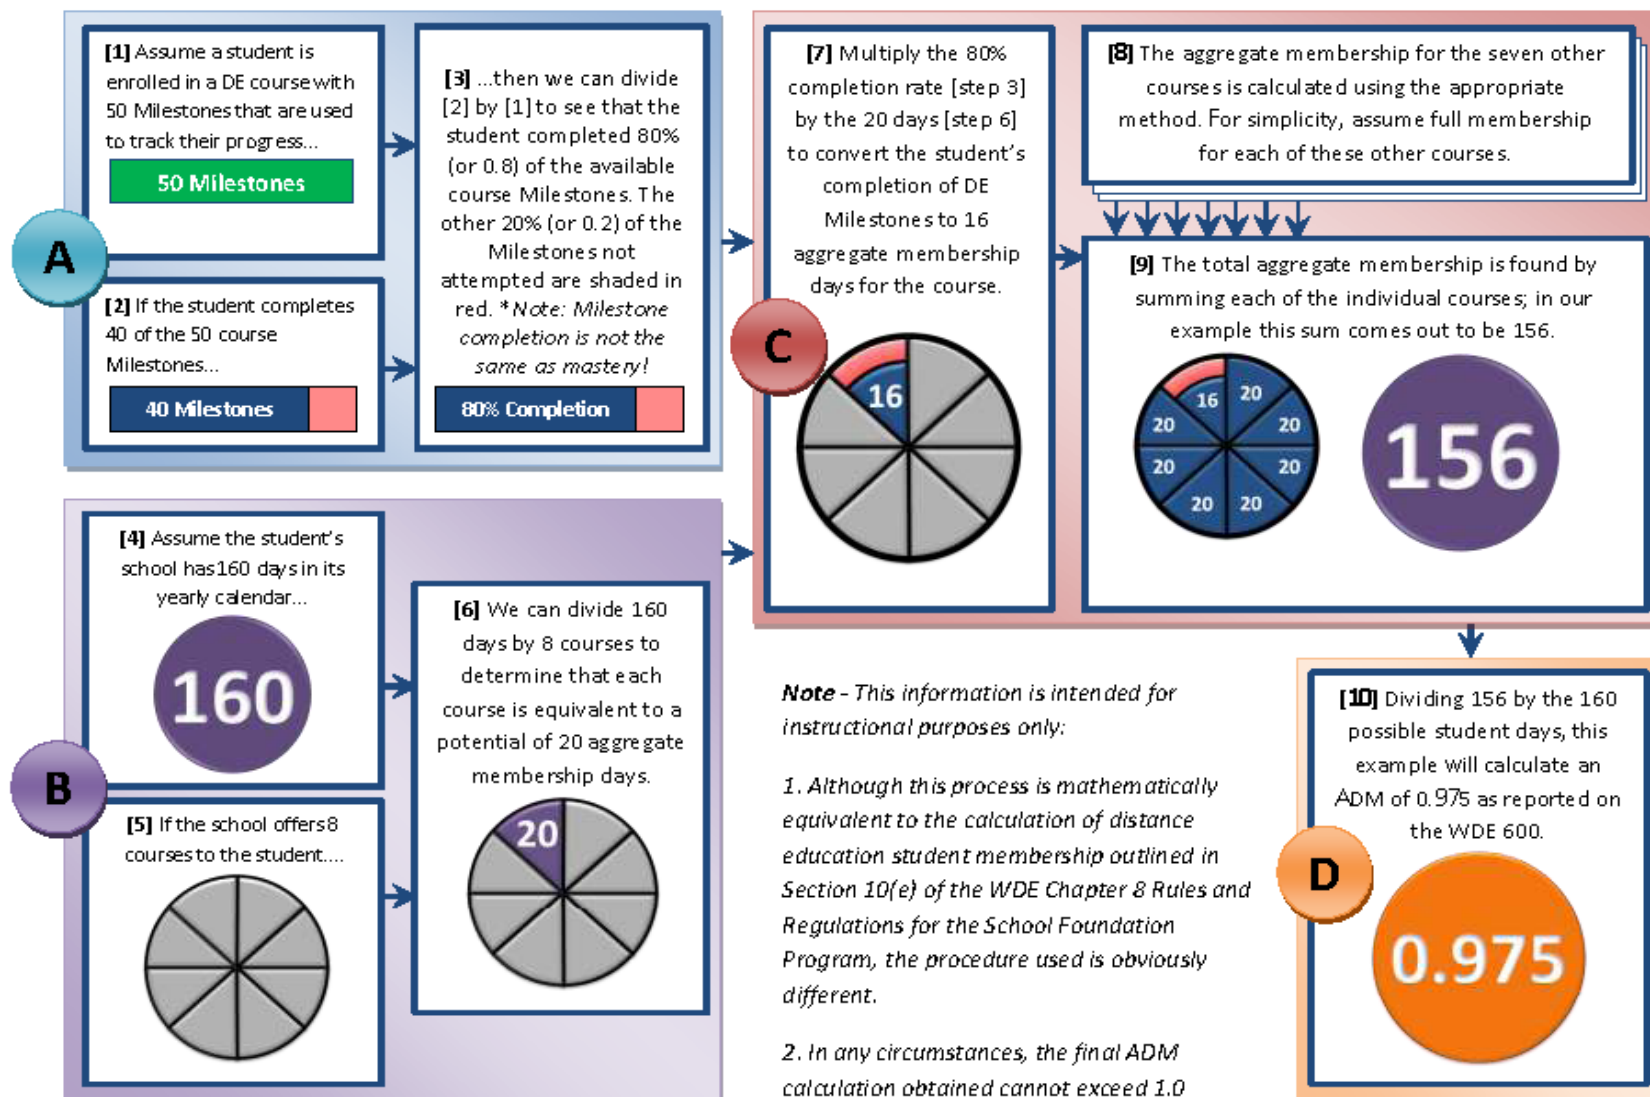 [1] Assume a student is
enrolled in a DE course with
50 Milestones that are used
to track their progress...
50 Milestones
A
[2] If the student completes
40 of the 50 course
Milestones...
40 Milestones
[3] ...then we can divide
[2] by [1] to see that the
student completed 80%
(or 0.8) of the available
course Milestones. The
other 20% (or 0.2) of the
Milestones not
attempted are shaded in
red. *Note: Milestone
completion is not the
same as mastery!
80% Completion
[4] Assume the student's
school has 160 days in its
yearly calendar...
160
B
[5] If the school offers 8
courses to the student....
[6] We can divide 160
days by 8 courses to
determine that each
course is equivalent to a
potential of 20 aggregate
membership days.
20
[7] Multiply the 80%
completion rate [step 3]
by the 20 days [step 6]
to convert the student's
completion of DE
Milestones to 16
aggregate membership
days for the course.
C
16
[8] The aggregate membership for the seven other
courses is calculated using the appropriate
method. For simplicity, assume full membership
for each of these other courses.
[9] The total aggregate membership is found by
summing each of the individual courses; in our
example this sum comes out to be 156.
16 20
20 20
20 20
20 20
156
Note - This information is intended for
instructional purposes only:
1. Although this process is mathematically
equivalent to the calculation of distance
education student membership outlined in
Section 10(e) of the WDE Chapter 8 Rules and
Regulations for the School Foundation
Program, the procedure used is obviously
different.
2. In any circumstances, the final ADM
calculation obtained cannot exceed 1.0
[10] Dividing 156 by the 160
possible student days, this
example will calculate an
ADM of 0.975 as reported on
the WDE 600.
D
0.975